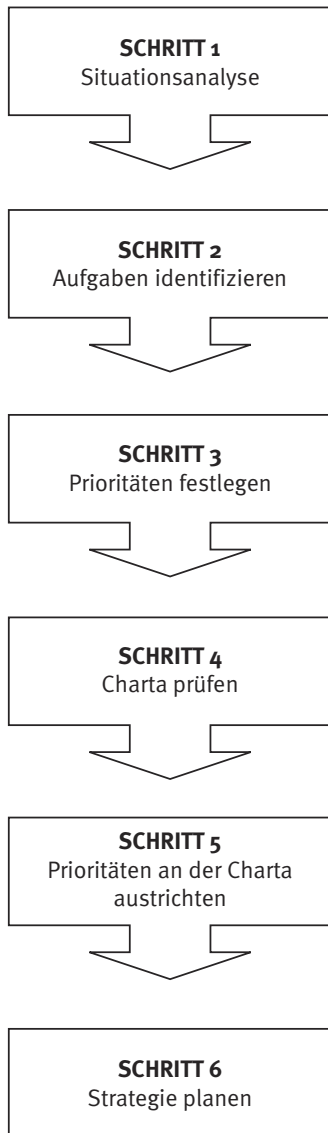 SCHRITT 1
Situationsanalyse
SCHRITT 2
Aufgaben identifizieren
SCHRITT 3
Prioritäten festlegen
SCHRITT 4
Charta prüfen
SCHRITT 5
Prioritäten an der Charta
austrichten
SCHRITT 6
Strategie planen